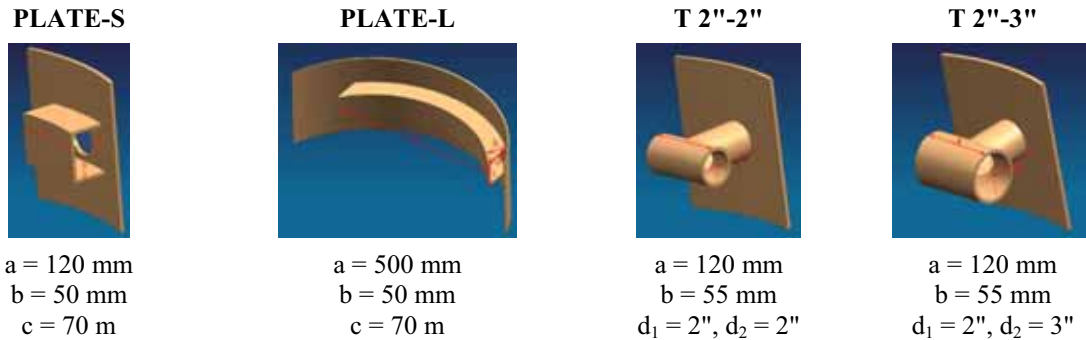 PLATE-S PLATE-L T 2"-2" T 2"-3"
a = 120 mm a = 500 mm a = 120 mm a = 120 mm
b = 50 mm b = 50 mm b = 55 mm b = 55 mm
c = 70 m c = 70 m d₁ = 2", d₂ = 2" d₁ = 2", d₂ = 3"